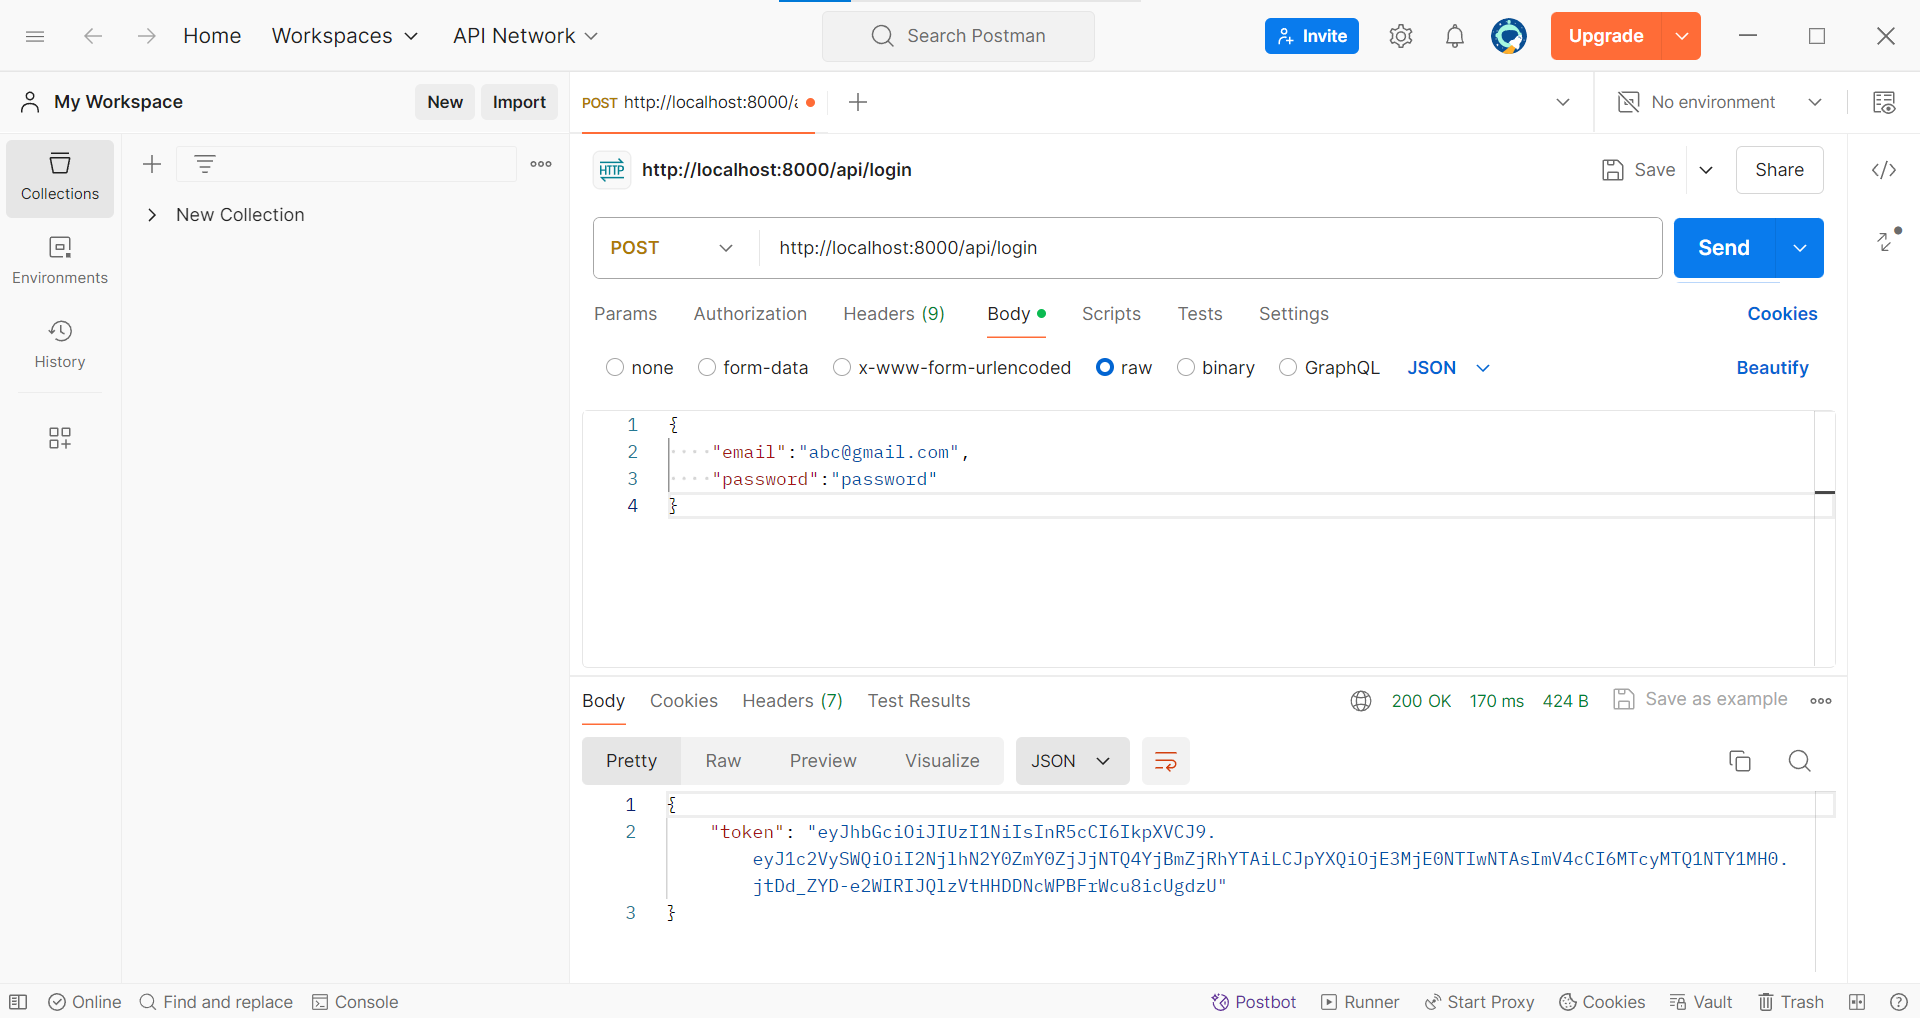 Home Workspaces API Network Search Postman Invite Upgrade
My Workspace New Import POST http://localhost:8000/a No environment
Collections
New Collection
Environments
History
HTTP http://localhost:8000/api/login Save Share
POST http://localhost:8000/api/login Send
Params Authorization Headers (9) Body Scripts Tests Settings Cookies
none form-data x-www-form-urlencoded raw binary GraphQL JSON Beautify
1 {
2 "email":"abc@gmail.com",
3 "password":"password"
4 }
Body Cookies Headers (7) Test Results 200 OK 170 ms 424 B Save as example
Pretty Raw Preview Visualize JSON
1 {
2 "token": "eyJhbGciOiJIUzI1NiIsInR5cCI6IkpXVCJ9.
eyJ1c2VySWQiOiI2NjlhN2Y0ZmY0ZjJjNTQ4YjBmZjRhYTAiLCJpYXQiOjE3MjE0NTIwNTAsImV4cCI6MTcyMTQ1NTY1MH0.
jtDd_ZYD-e2WIRIJQlzVtHHDDNcWPBFrWcu8icUgdzU"
3 }
Online Find and replace Console Postbot Runner Start Proxy Cookies Vault Trash